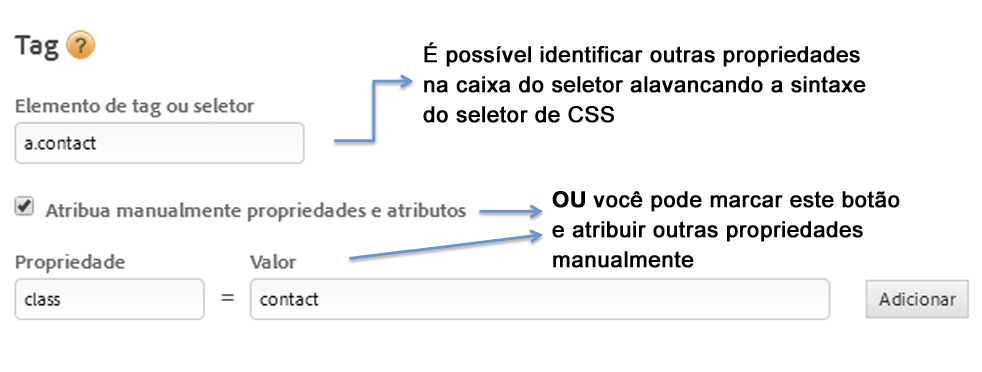 Tag ?
É possível identificar outras propriedades
na caixa do seletor alavancando a sintaxe
do seletor de CSS
Elemento de tag ou seletor
a.contact
Atribua manualmente propriedades e atributos
OU você pode marcar este botão
e atribuir outras propriedades
manualmente
Propriedade Valor
class = contact Adicionar